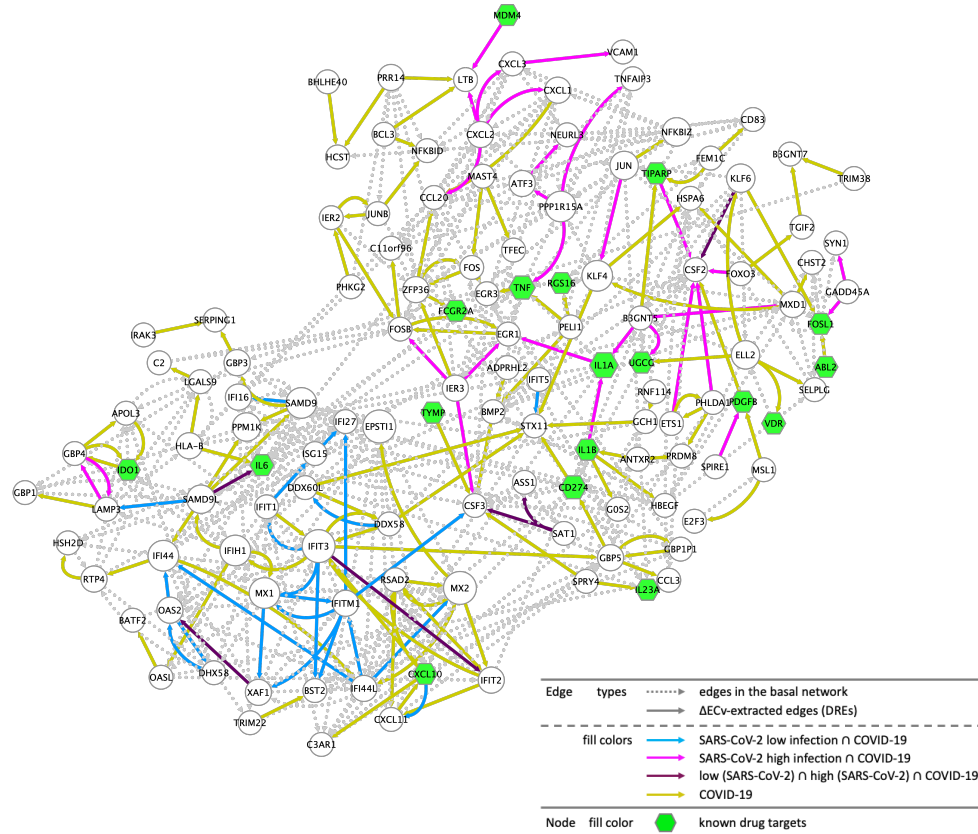 MDM4
VCAM1
CXCL3
TNFAIP3
LTB
PRR14
BHLHE40
CXCL1
CD83
BCL3
CXCL2
NEURL3
NFKBIZ
NFKBID
HCST
FEM1C
B3GNT7
JUN
TIPARP
KLF6
TRIM38
MAST4
ATF3
CCL20
HSPA6
PPP1R15A
IER2
JUNB
TGIF2
SYN1
C11orf96
TFEC
CHST2
FOS
KLF4
CSF2
FOXO3
PHKG2
ZFP36
EGR3
TNF
RGS16
GADD45A
MXD1
FCGR2A
B3GNT5
FOSL1
SERPING1
FOSB
EGR1
PELI1
IRAK3
C2
GBP3
ADPRHL2
IL1A
UGCG
ELL2
ABL2
LGALS9
IFI16
SAMD9
IER3
IFIT5
RNF114
SELPLG
APOL3
PPM1K
IFI27
EPSTI1
TYMP
BMP2
STX11
GCH1
ETS1
PHLDA1
PDGFB
VDR
HLA-B
GBP4
IDO1
IL6
ISG15
IL1B
ANTXR2
PRDM8
SPIRE1
MSL1
GBP1
LAMP3
SAMD9L
IFIT1
DDX60L
ASS1
CD274
G0S2
HBEGF
CSF3
DDX58
E2F3
SAT1
HSH2D
IFI44
IFIH1
IFIT3
GBP5
GBP1P1
RTP4
MX1
RSAD2
MX2
SPRY4
CCL3
IL23A
OAS2
IFITM1
BATF2
OASL
DHX58
XAF1
BST2
IFI44L
CXCL10
IFIT2
TRIM22
CXCL11
C3AR1
Edge types edges in the basal network
ΔECv-extracted edges (DREs)
fill colors SARS-CoV-2 low infection ∩ COVID-19
SARS-CoV-2 high infection ∩ COVID-19
low (SARS-CoV-2) ∩ high (SARS-CoV-2) ∩ COVID-19
COVID-19
Node fill color known drug targets